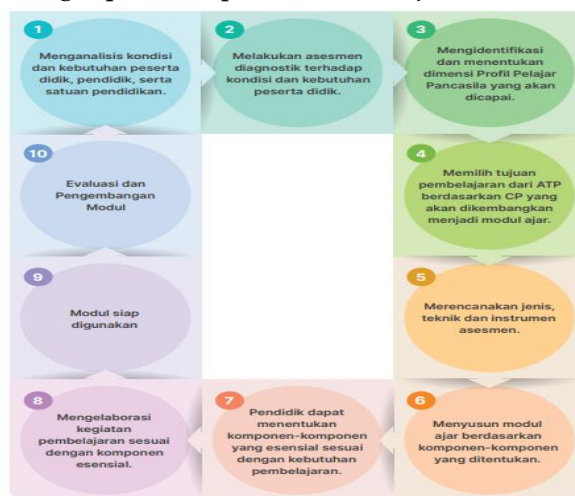 1
Menganalisis kondisi
dan kebutuhan peserta
didik, pendidik, serta
satuan pendidikan.
2
Melakukan asesmen
diagnostik terhadap
kondisi dan kebutuhan
peserta didik.
3
Mengidentifikasi
dan menentukan
dimensi Profil Pelajar
Pancasila yang akan
dicapai.
4
Memilih tujuan
pembelajaran dari ATP
berdasarkan CP yang
akan dikembangkan
menjadi modul ajar.
5
Merencanakan jenis,
teknik dan instrumen
asesmen.
6
Menyusun modul
ajar berdasarkan
komponen-komponen
yang ditentukan.
7
Pendidik dapat
menentukan
komponen-komponen
yang esensial sesuai
dengan kebutuhan
pembelajaran.
8
Mengelaborasi
kegiatan
pembelajaran sesuai
dengan komponen
esensial.
9
Modul siap
digunakan
10
Evaluasi dan
Pengembangan
Modul